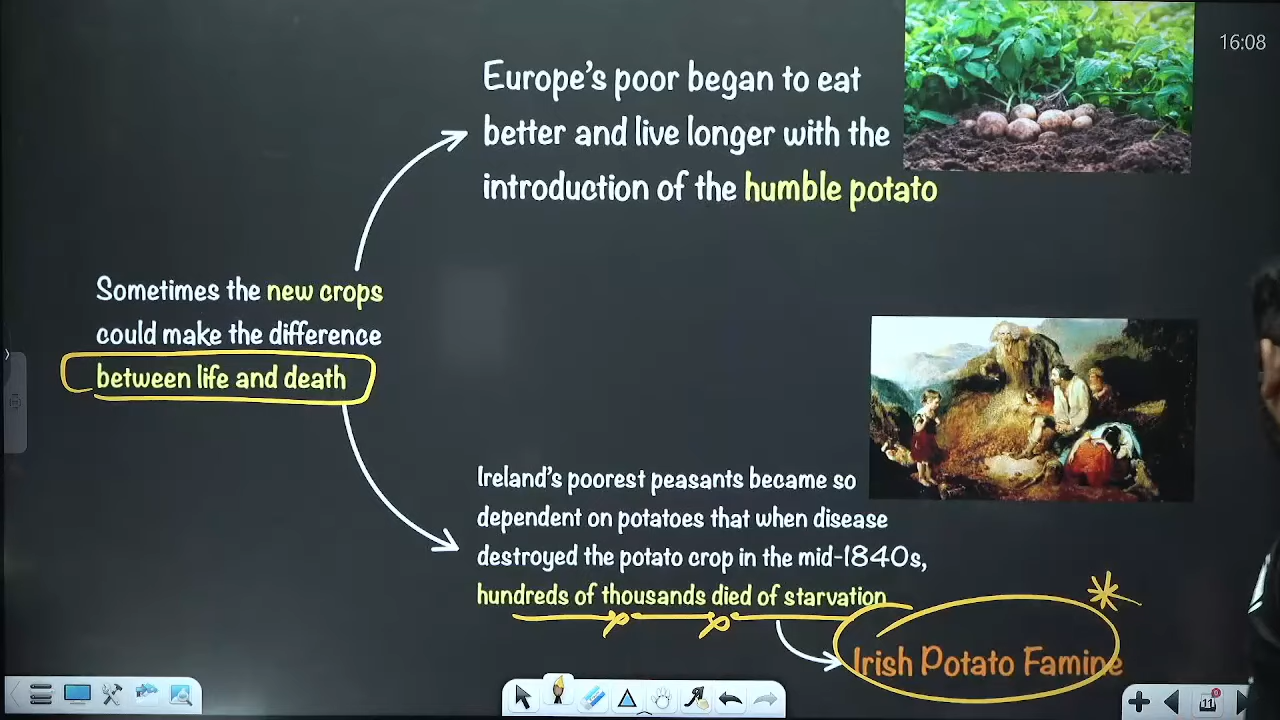 16:08
Europe's poor began to eat
better and live longer with the
introduction of the humble potato
Sometimes the new crops
could make the difference
between life and death
Ireland's poorest peasants became so
dependent on potatoes that when disease
destroyed the potato crop in the mid-1840s,
hundreds of thousands died of starvation
Irish Potato Famine